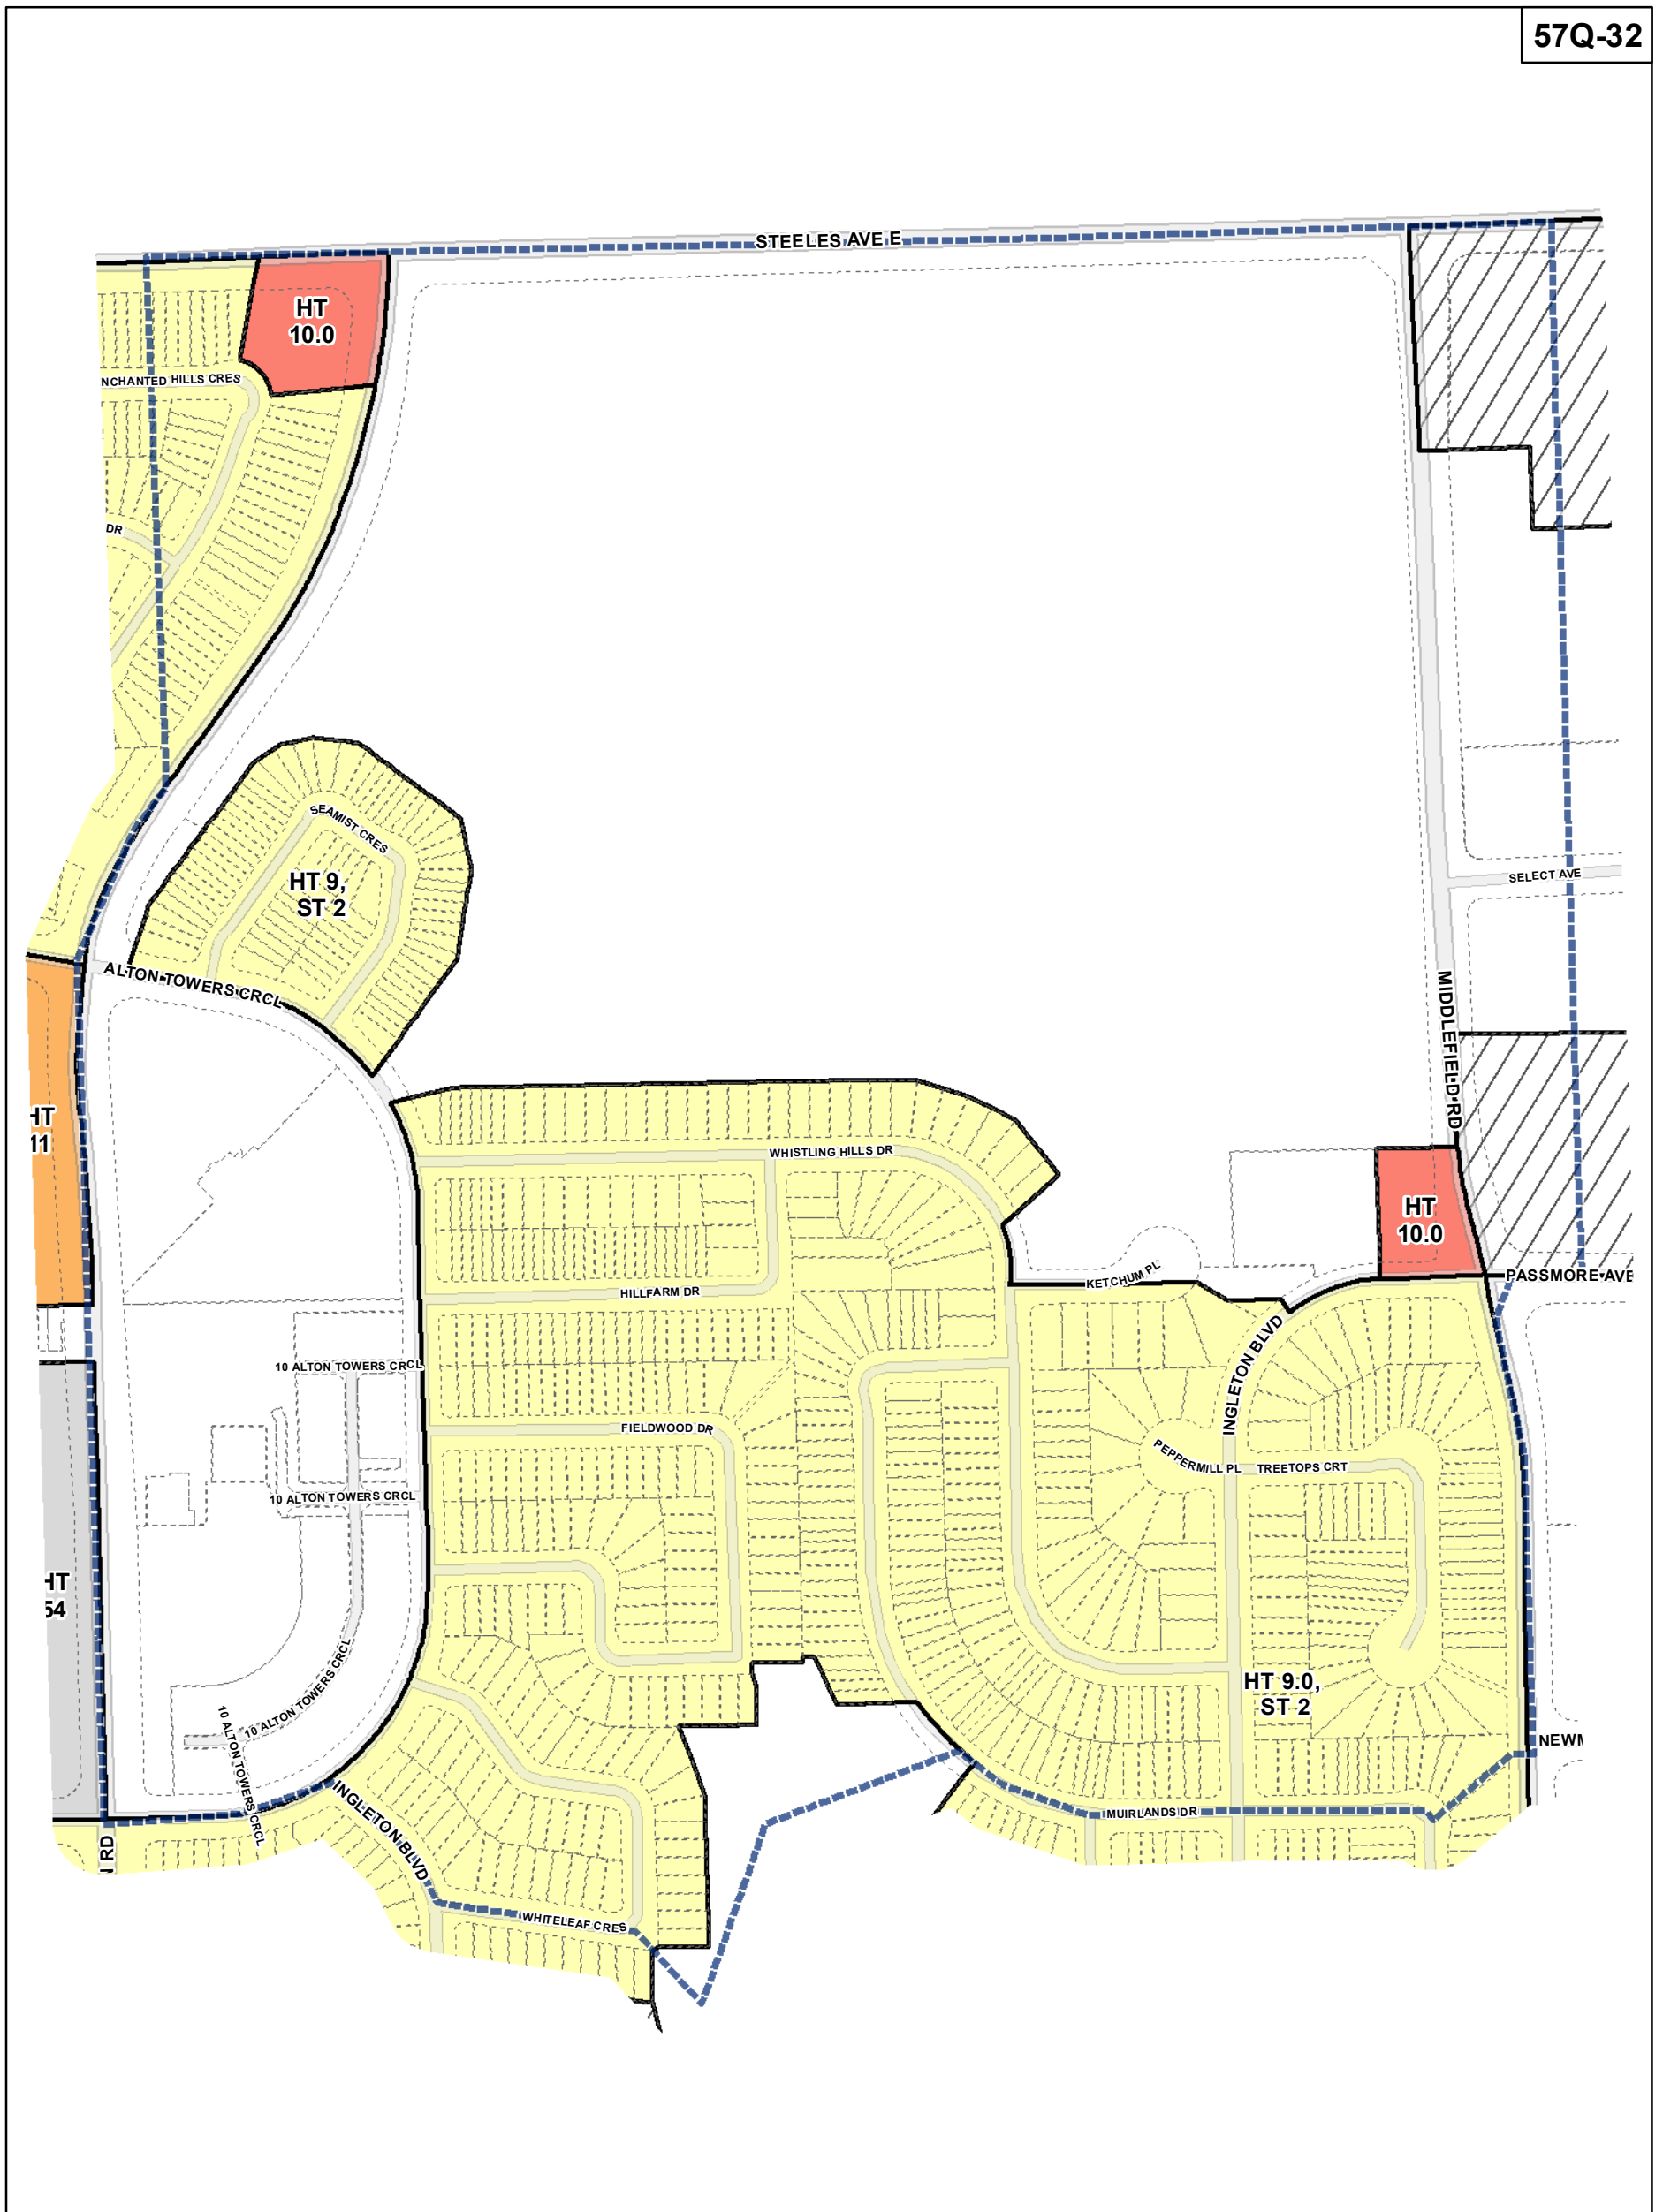 57Q-32
STEELES AVE E
HT
10.0
NCHANTED HILLS CRES
DR
SEAMIST CRES
HT 9,
ST 2
SELECT AVE
ALTON TOWERS CRCL
MIDDLEFIELD RD
HT
11
WHISTLING HILLS DR
HT
10.0
KETCHUM PL
PASSMORE AVE
HILLFARM DR
INGLETON BLVD
10 ALTON TOWERS CRCL
FIELDWOOD DR
PEPPERMILL PL
TREETOPS CRT
10 ALTON TOWERS CRCL
HT
54
10 ALTON TOWERS CRCL
HT 9.0,
ST 2
10 ALTON TOWERS CRCL
NEWM
INGLETON BLVD
MUIRLANDS DR
RD
WHITELEAF CRES